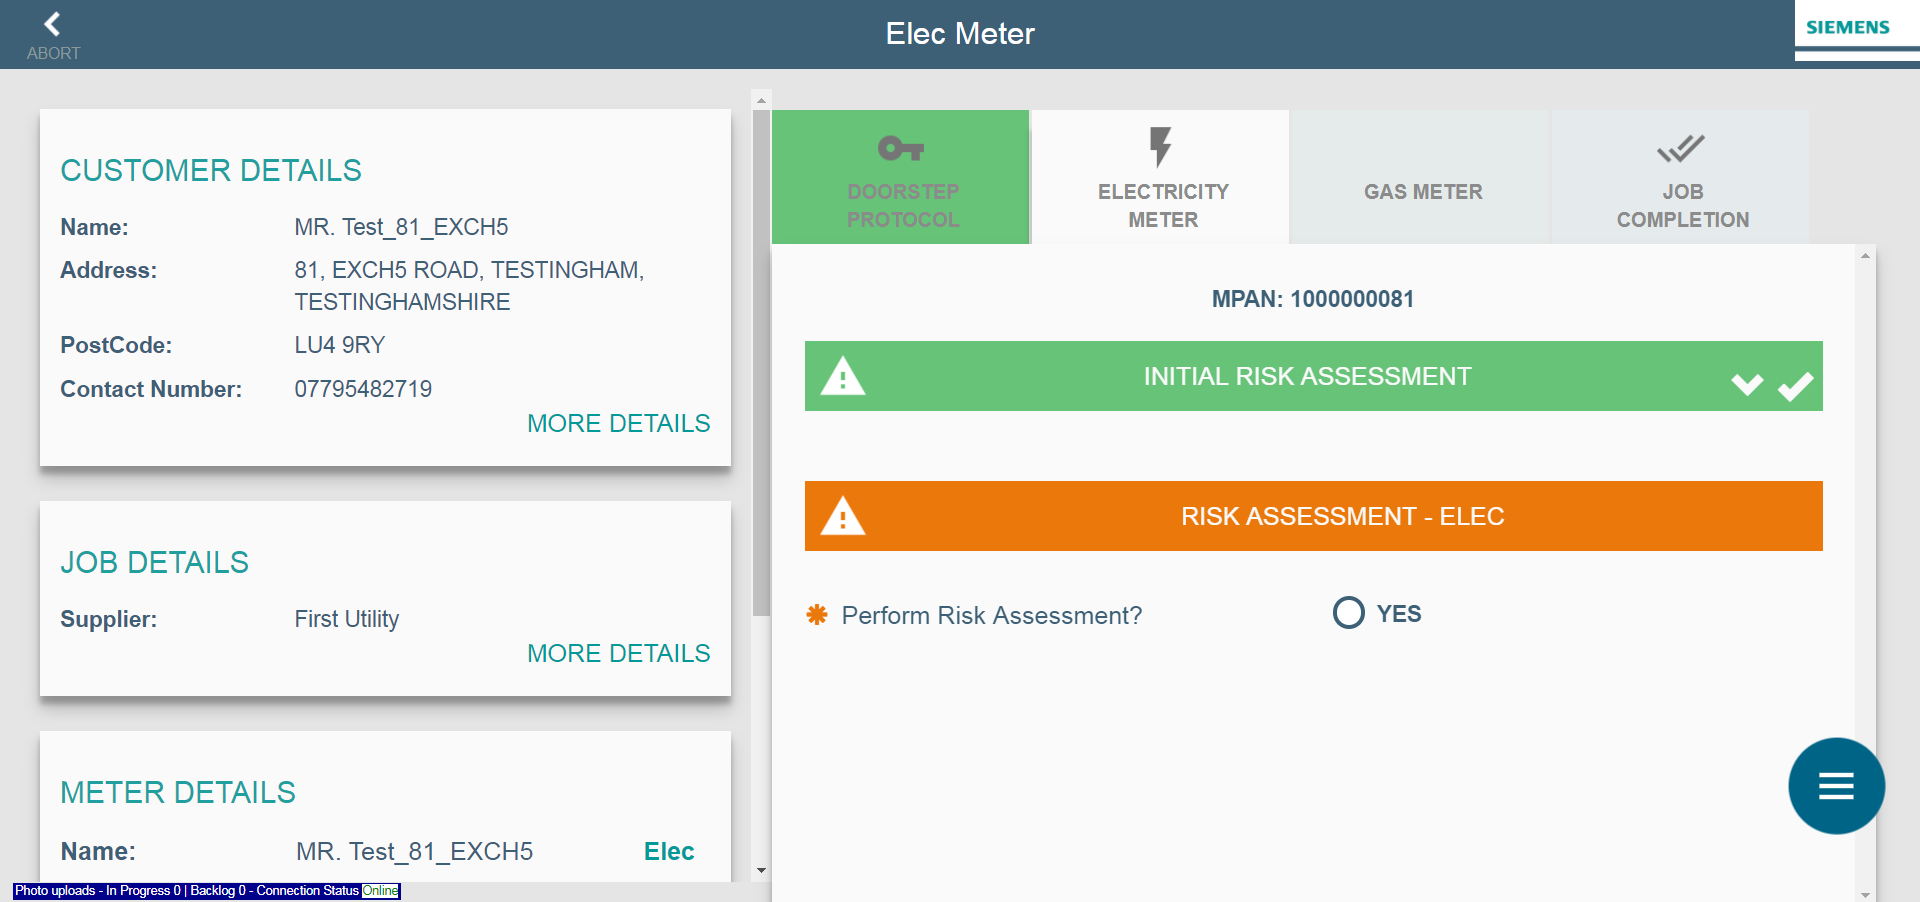 ABORT
Elec Meter
SIEMENS
CUSTOMER DETAILS
Name: MR. Test_81_EXCH5
Address: 81, EXCH5 ROAD, TESTINGHAM,
TESTINGHAMSHIRE
PostCode: LU4 9RY
Contact Number: 07795482719
MORE DETAILS
JOB DETAILS
Supplier: First Utility
MORE DETAILS
METER DETAILS
Name: MR. Test_81_EXCH5 Elec
Photo uploads - In Progress 0 | Backlog 0 - Connection Status Online
DOORSTEP
PROTOCOL
ELECTRICITY
METER
GAS METER
JOB
COMPLETION
MPAN: 1000000081
INITIAL RISK ASSESSMENT
RISK ASSESSMENT - ELEC
Perform Risk Assessment? YES